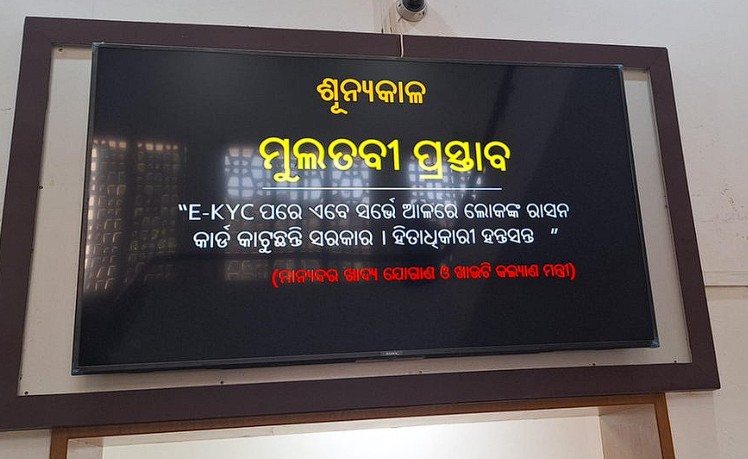 ଶୂନ୍ୟକାଳ
ମୁଲତବୀ ପ୍ରସ୍ତାବ
“E-KYC ପରେ ଏବେ ସର୍ଭେ ଆଳରେ ଲୋକଙ୍କ ରାସନ
କାର୍ଡ କାଟୁଛନ୍ତି ସରକାର । ହିତାଧିକାରୀ ହନ୍ତସନ୍ତ ”
(ମାନ୍ୟବର ଖାଦ୍ୟ ଯୋଗାଣ ଓ ଖାଉଟି କଲ୍ୟାଣ ମନ୍ତ୍ରୀ)